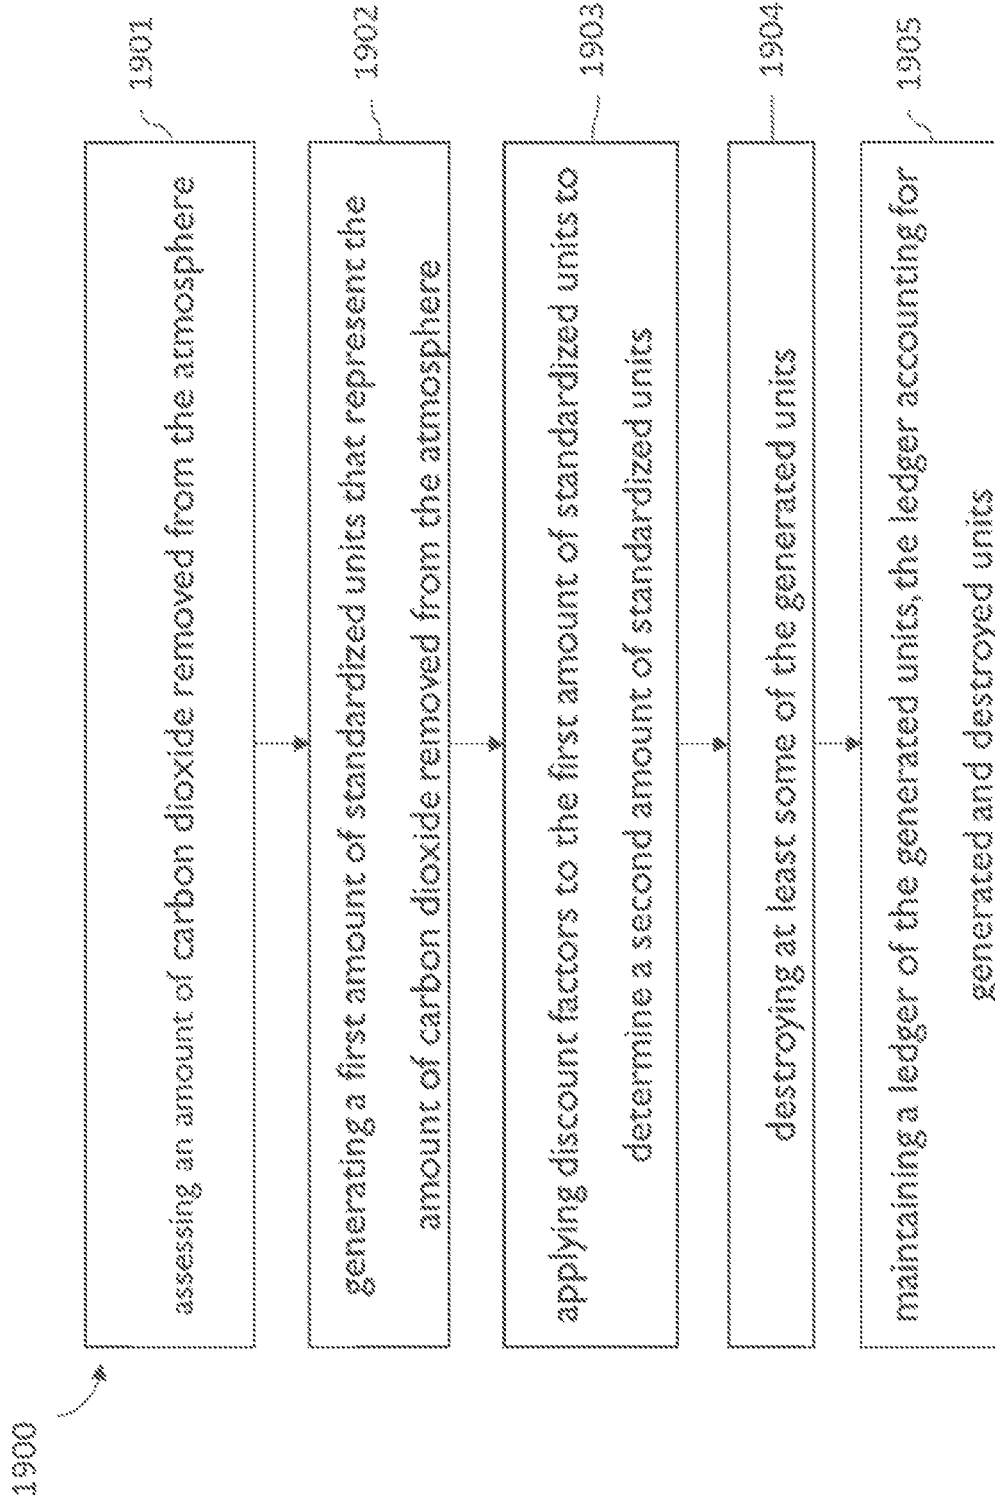 1900
assessing an amount of carbon dioxide removed from the atmosphere
1901
generating a first amount of standardized units that represent the
amount of carbon dioxide removed from the atmosphere
1902
applying discount factors to the first amount of standardized units to
determine a second amount of standardized units
1903
destroying at least some of the generated units
1904
maintaining a ledger of the generated units, the ledger accounting for
generated and destroyed units
1905